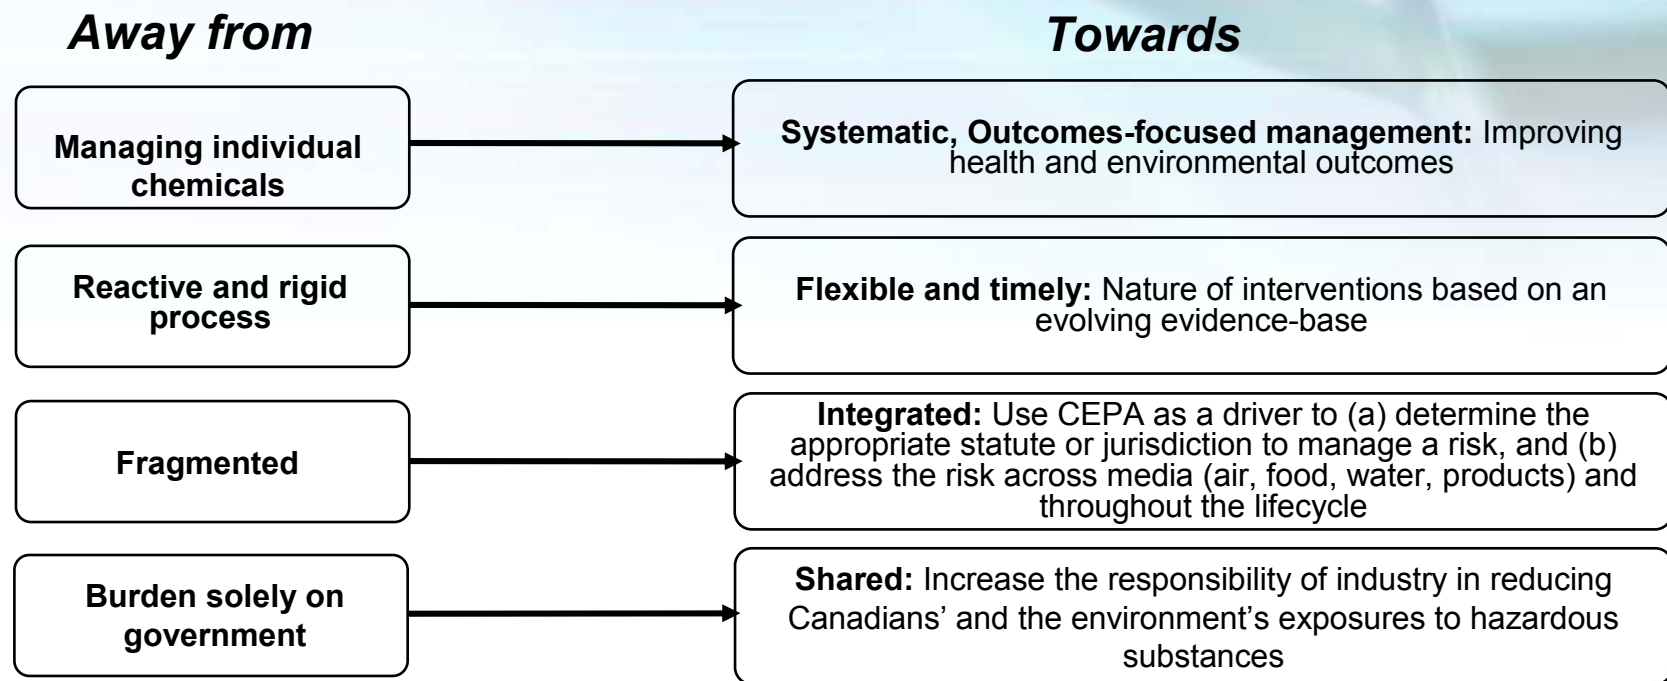 Away from
Towards
Managing individual
chemicals
Systematic, Outcomes-focused management: Improving
health and environmental outcomes
Reactive and rigid
process
Flexible and timely: Nature of interventions based on an
evolving evidence-base
Fragmented
Integrated: Use CEPA as a driver to (a) determine the
appropriate statute or jurisdiction to manage a risk, and (b)
address the risk across media (air, food, water, products) and
throughout the lifecycle
Burden solely on
government
Shared: Increase the responsibility of industry in reducing
Canadians’ and the environment’s exposures to hazardous
substances